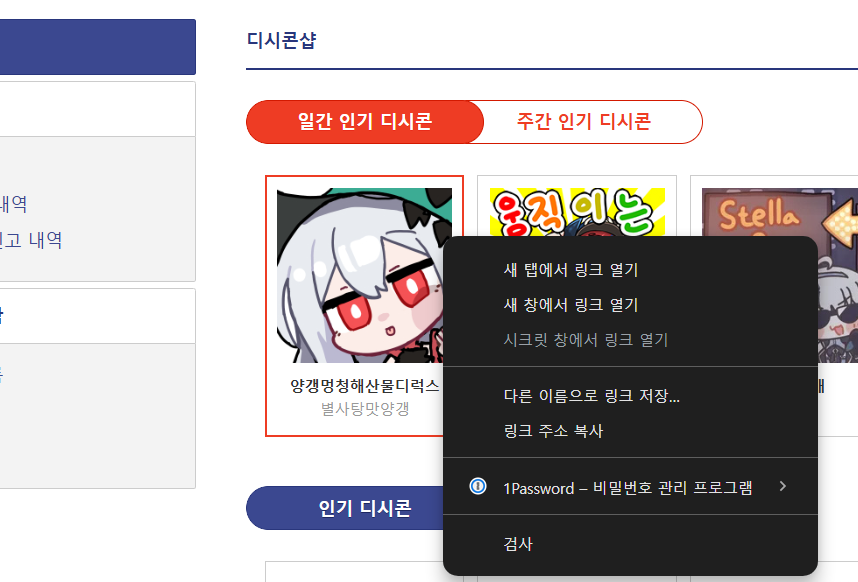 디시콘샵
일간 인기 디시콘
주간 인기 디시콘
내역
고 내역
움직이는
Stella
양갱멍청해산물디럭스
별사탕맛양갱
인기 디시콘
새 탭에서 링크 열기
새 창에서 링크 열기
시크릿 창에서 링크 열기
다른 이름으로 링크 저장...
링크 주소 복사
1Password – 비밀번호 관리 프로그램
검사